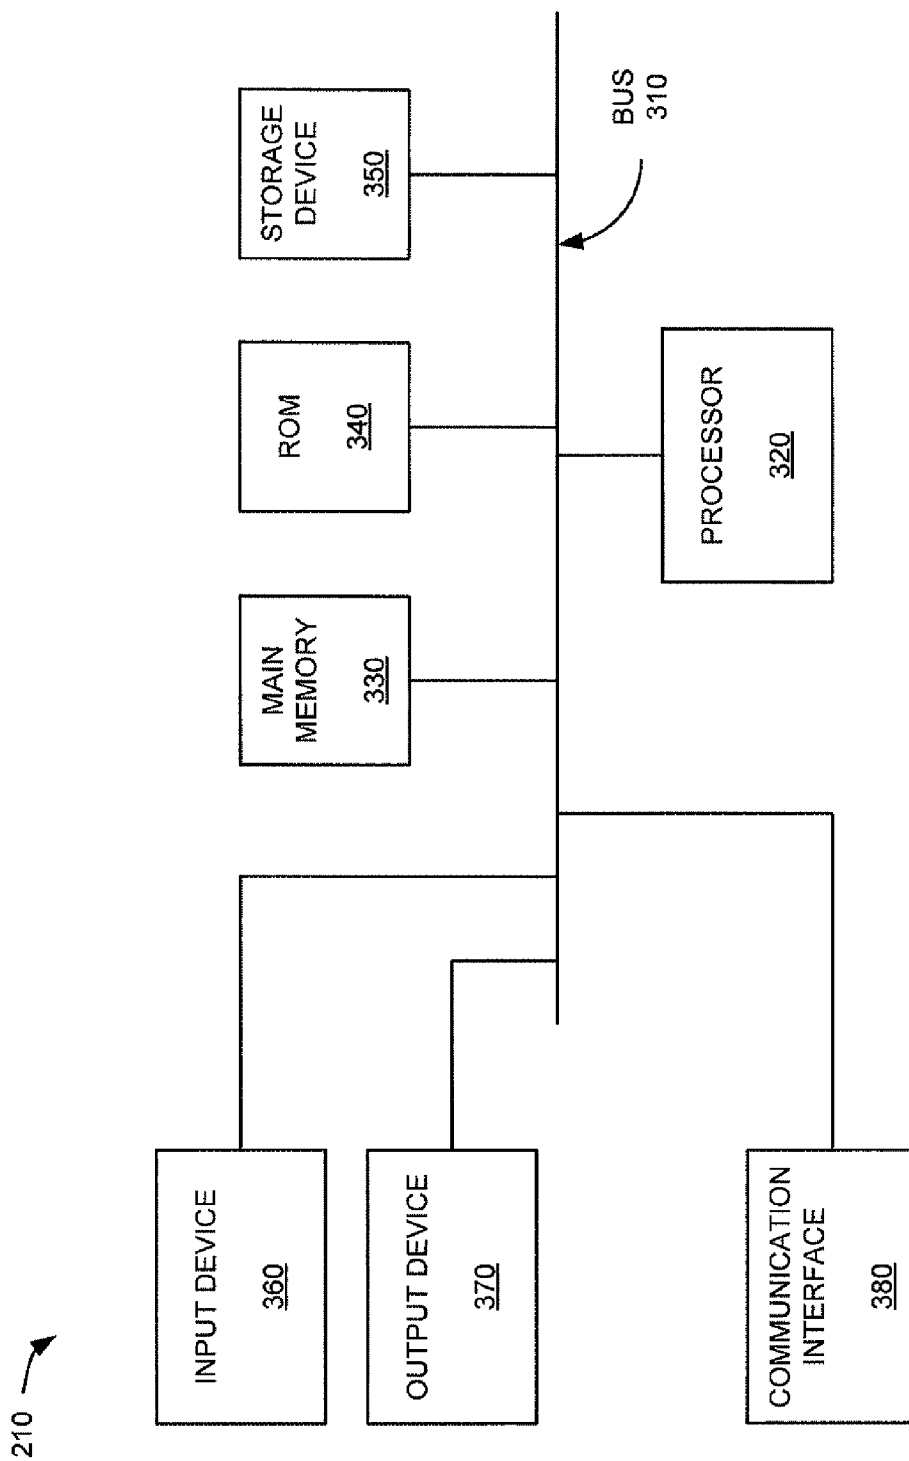 210
INPUT DEVICE
360
OUTPUT DEVICE
370
COMMUNICATION
INTERFACE
380
MAIN
MEMORY
330
ROM
340
STORAGE
DEVICE
350
PROCESSOR
320
BUS
310